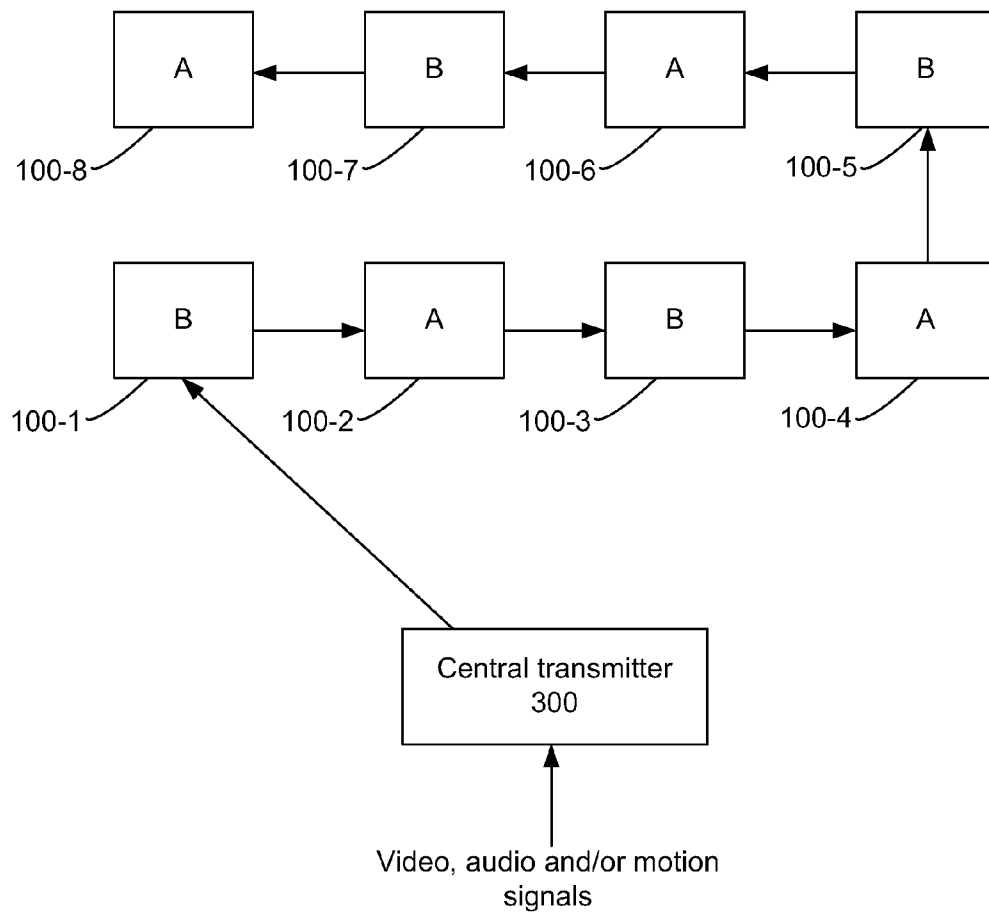 A
B
A
B
100-8
100-7
100-6
100-5
B
A
B
A
100-1
100-2
100-3
100-4
Central transmitter
300
Video, audio and/or motion
signals